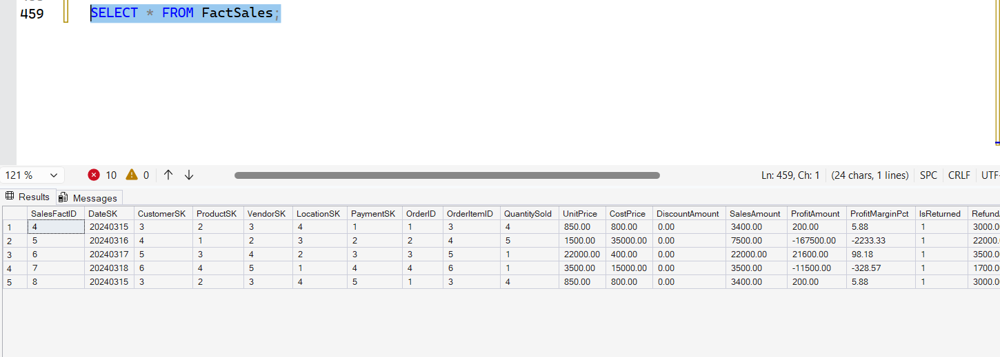 459 SELECT * FROM FactSales;
121 % 10 0 Ln: 459, Ch: 1 (24 chars, 1 lines) SPC CRLF UTF-
Results Messages
SalesFactID DateSK CustomerSK ProductSK VendorSK LocationSK PaymentSK OrderID OrderItemID QuantitySold UnitPrice CostPrice DiscountAmount SalesAmount ProfitAmount ProfitMarginPct IsReturned Refund
1 4 20240315 3 2 3 4 1 1 3 4 850.00 800.00 0.00 3400.00 200.00 5.88 1 3000.0
2 5 20240316 4 1 2 3 2 2 4 5 1500.00 35000.00 0.00 7500.00 -167500.00 -2233.33 1 22000.
3 6 20240317 5 3 4 2 3 3 5 1 22000.00 400.00 0.00 22000.00 21600.00 98.18 1 3500.0
4 7 20240318 6 4 5 1 4 4 6 1 3500.00 15000.00 0.00 3500.00 -11500.00 -328.57 1 1700.0
5 8 20240315 3 2 3 4 5 1 3 4 850.00 800.00 0.00 3400.00 200.00 5.88 1 3000.0